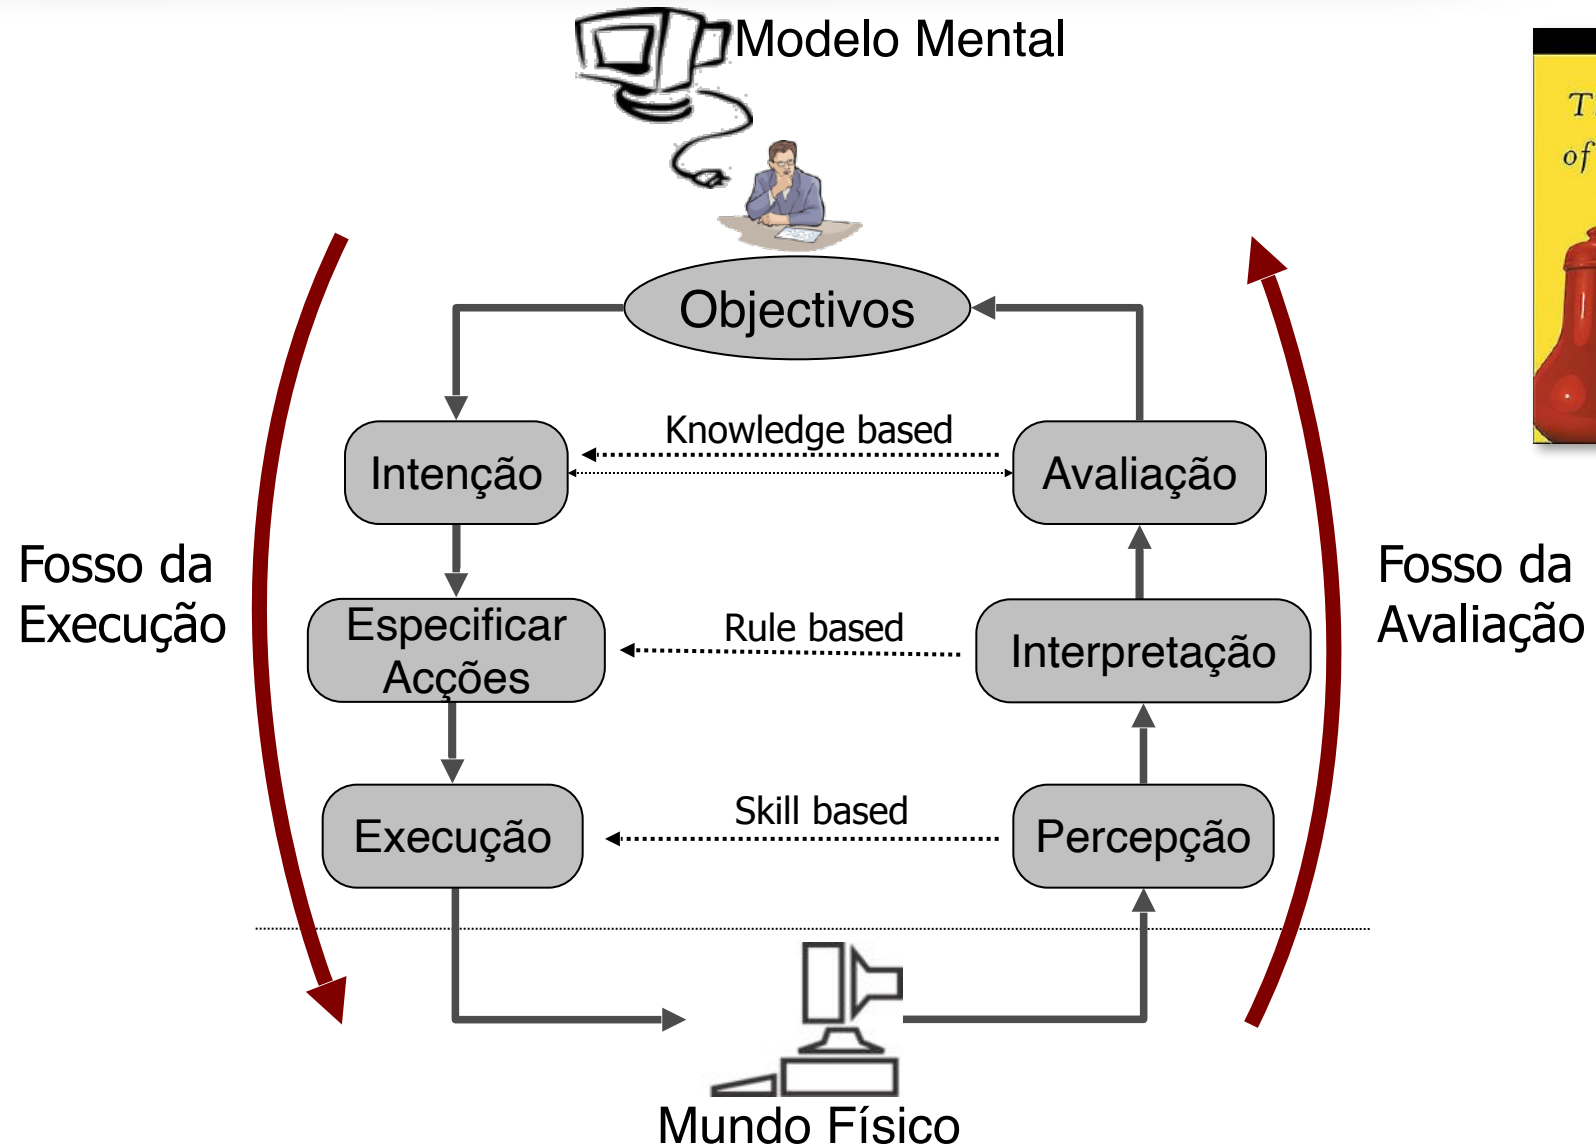 Modelo Mental
of
Objectivos
Knowledge based
Intenção
Avaliação
Fosso da
Execução
Fosso da
Avaliação
Especificar
Acções
Rule based
Interpretação
Skill based
Execução
Percepção
Mundo Físico